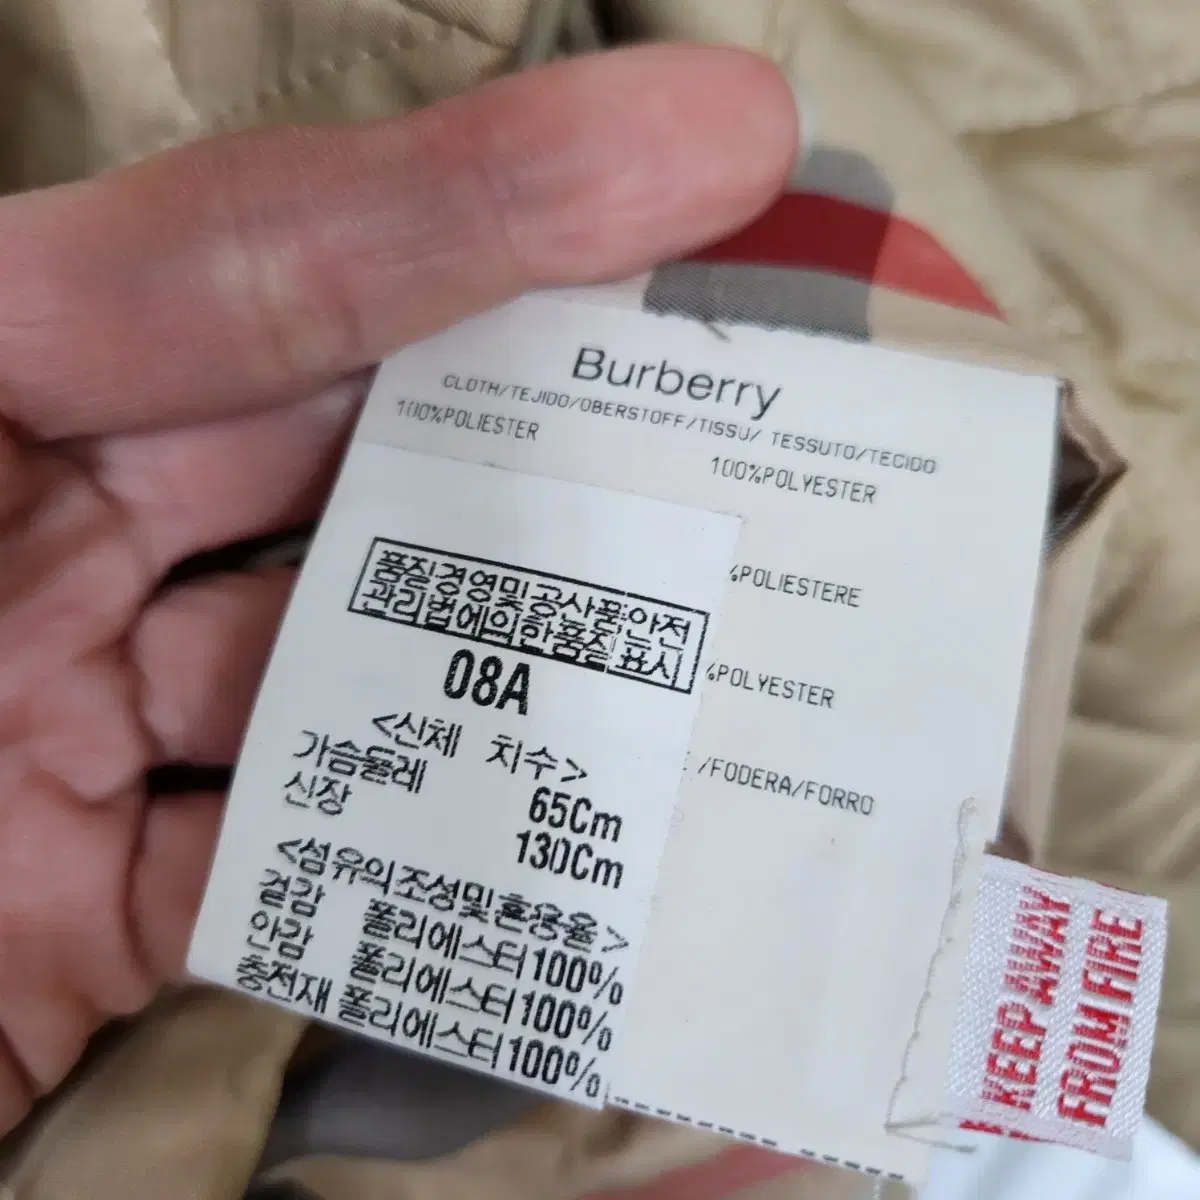 Burberry
CLOTH/TEJIDO/OBERSTOFF/TISSU/ TESSUTO/TECIDO
100%POLIESTER
100%POLYESTER
%POLIESTERE
%POLYESTER
/FODERA/FORRO
품질경영및공산품안전
관리법에의한품질표시
08A
<신체 치수>
가슴둘레 65Cm
신장 130Cm
<섬유의조성및혼용율>
겉감 폴리에스터100%
안감 폴리에스터100%
충전재 폴리에스터100%
KEEP AWAY
FROM FIRE